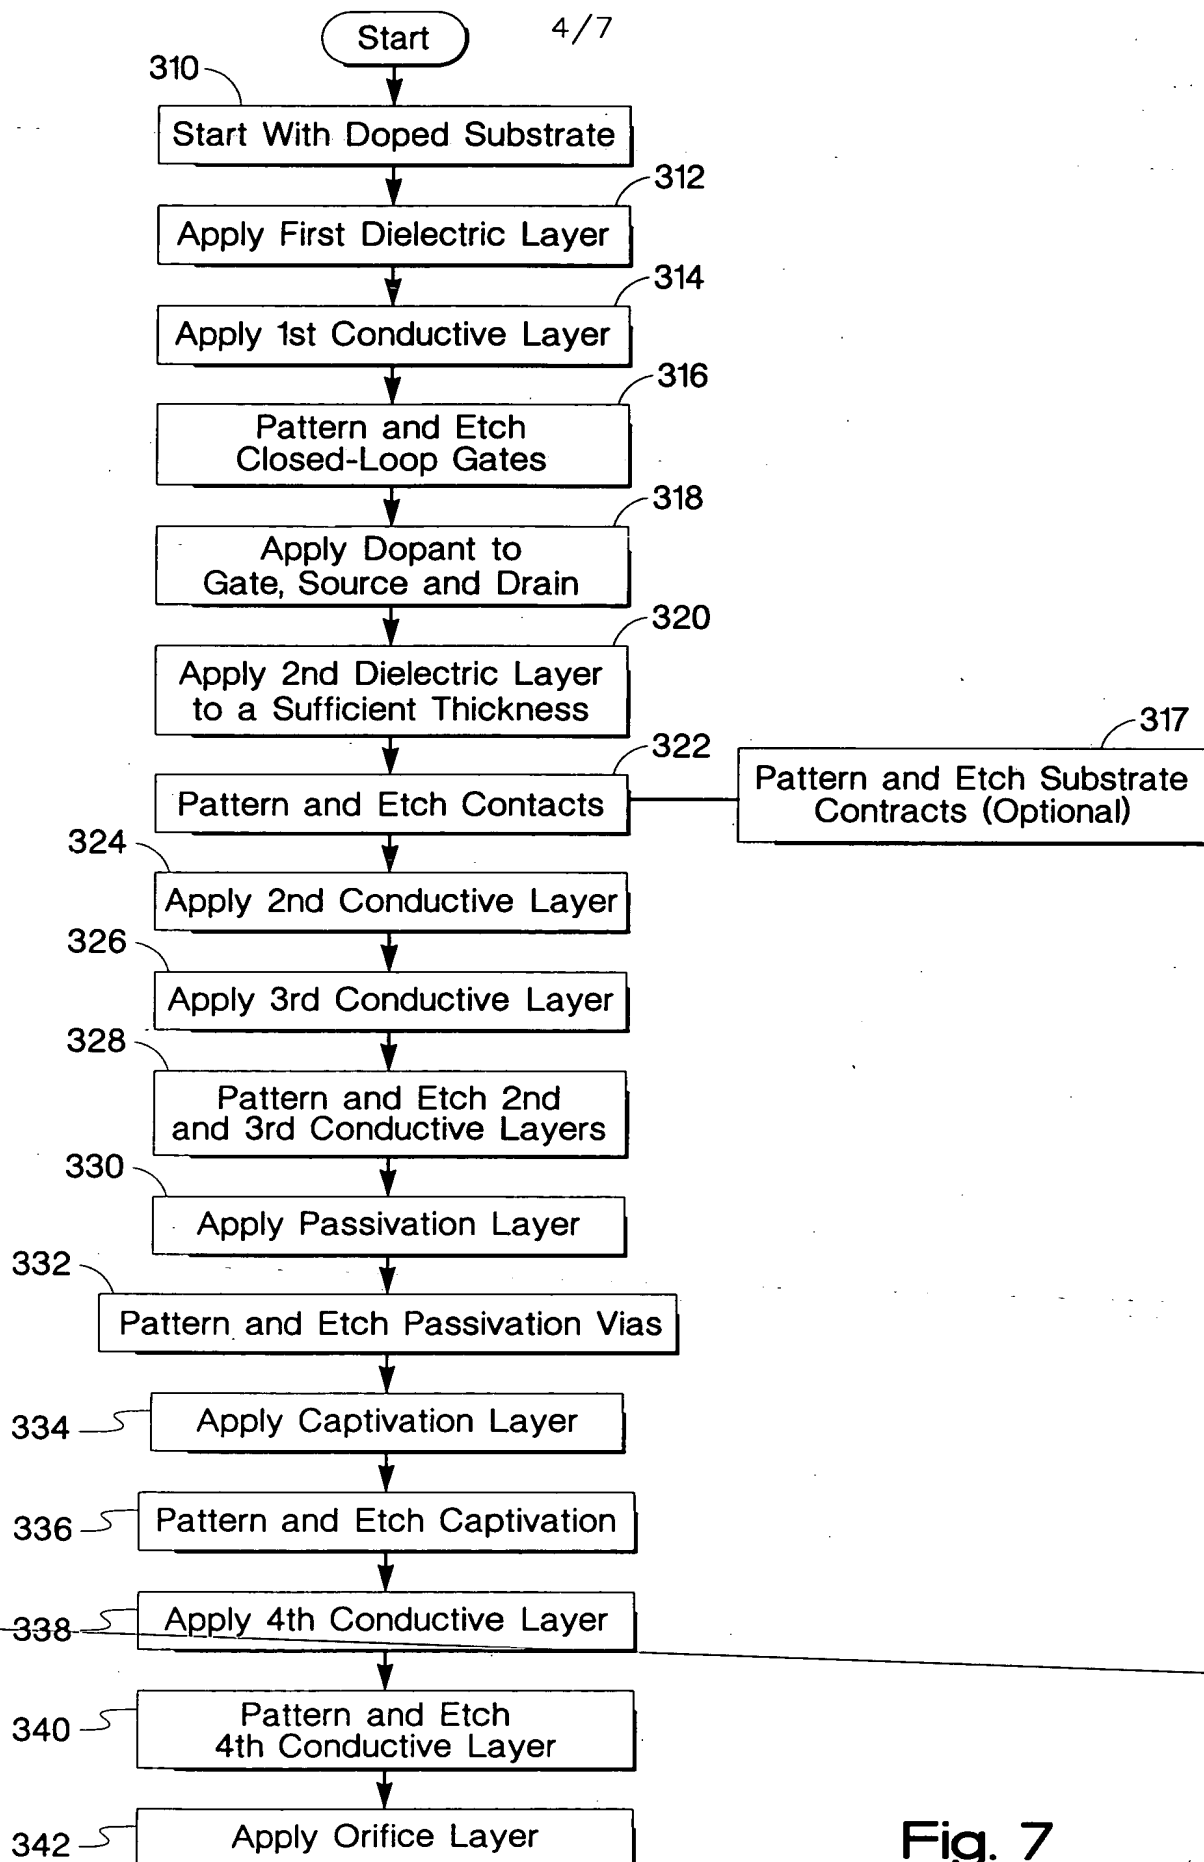 4/7
Start
310
Start With Doped Substrate
312
Apply First Dielectric Layer
314
Apply 1st Conductive Layer
316
Pattern and Etch
Closed-Loop Gates
318
Apply Dopant to
Gate, Source and Drain
320
Apply 2nd Dielectric Layer
to a Sufficient Thickness
322
Pattern and Etch Contacts
317
Pattern and Etch Substrate
Contracts (Optional)
324
Apply 2nd Conductive Layer
326
Apply 3rd Conductive Layer
328
Pattern and Etch 2nd
and 3rd Conductive Layers
330
Apply Passivation Layer
332
Pattern and Etch Passivation Vias
334
Apply Captivation Layer
336
Pattern and Etch Captivation
338
Apply 4th Conductive Layer
340
Pattern and Etch
4th Conductive Layer
342
Apply Orifice Layer
Fig. 7